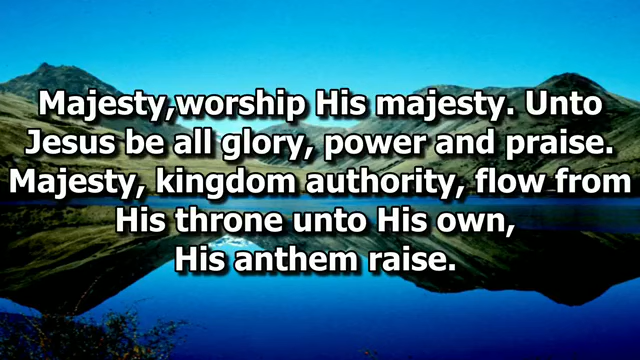 Majesty,worship His majesty. Unto
Jesus be all glory, power and praise.
Majesty, kingdom authority, flow from
His throne unto His own,
His anthem raise.